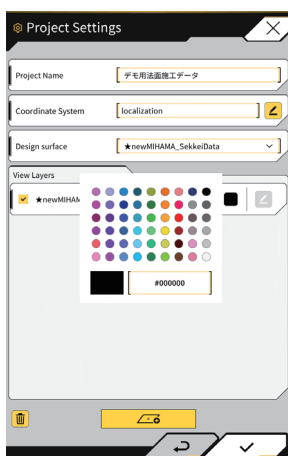 Project Settings
Project Name
デモ用法面施工データ
Coordinate System
localization
Design surface
★newMIHAMA_SekkeiData
View Layers
★newMIHAM
#000000